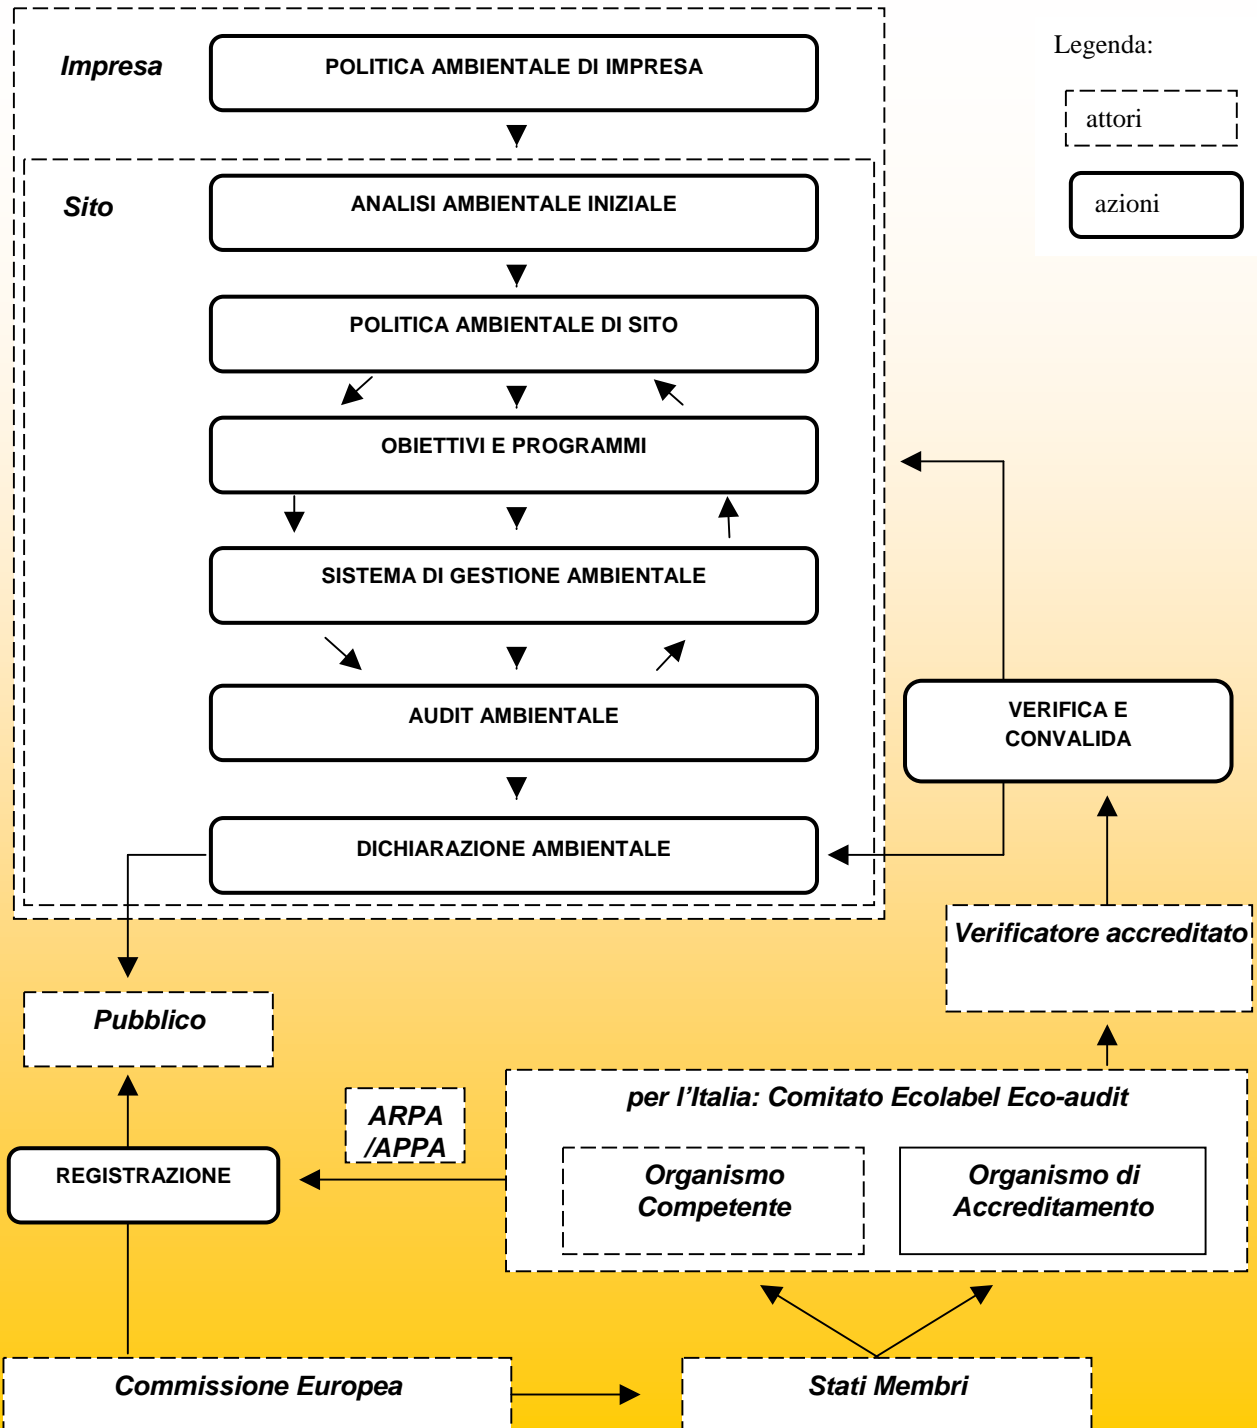 Impresa
POLITICA AMBIENTALE DI IMPRESA
Legenda:
attori
azioni
Sito
ANALISI AMBIENTALE INIZIALE
POLITICA AMBIENTALE DI SITO
OBIETTIVI E PROGRAMMI
SISTEMA DI GESTIONE AMBIENTALE
AUDIT AMBIENTALE
DICHIARAZIONE AMBIENTALE
VERIFICA E
CONVALIDA
Verificatore accreditato
Pubblico
per l'Italia: Comitato Ecolabel Eco-audit
ARPA
/APPA
Organismo
Competente
Organismo di
Accreditamento
REGISTRAZIONE
Commissione Europea
Stati Membri